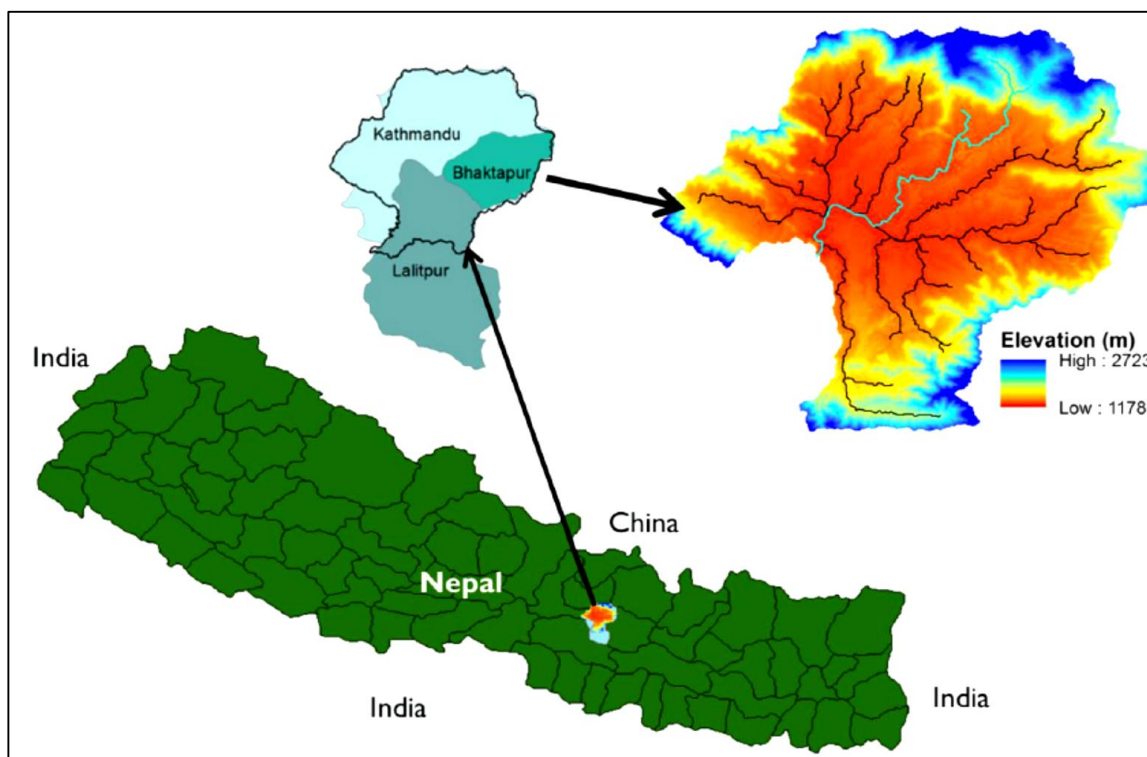 Kathmandu
Bhaktapur
Lalitpur
Elevation (m)
High : 2723
Low : 1178
India
China
Nepal
India
India